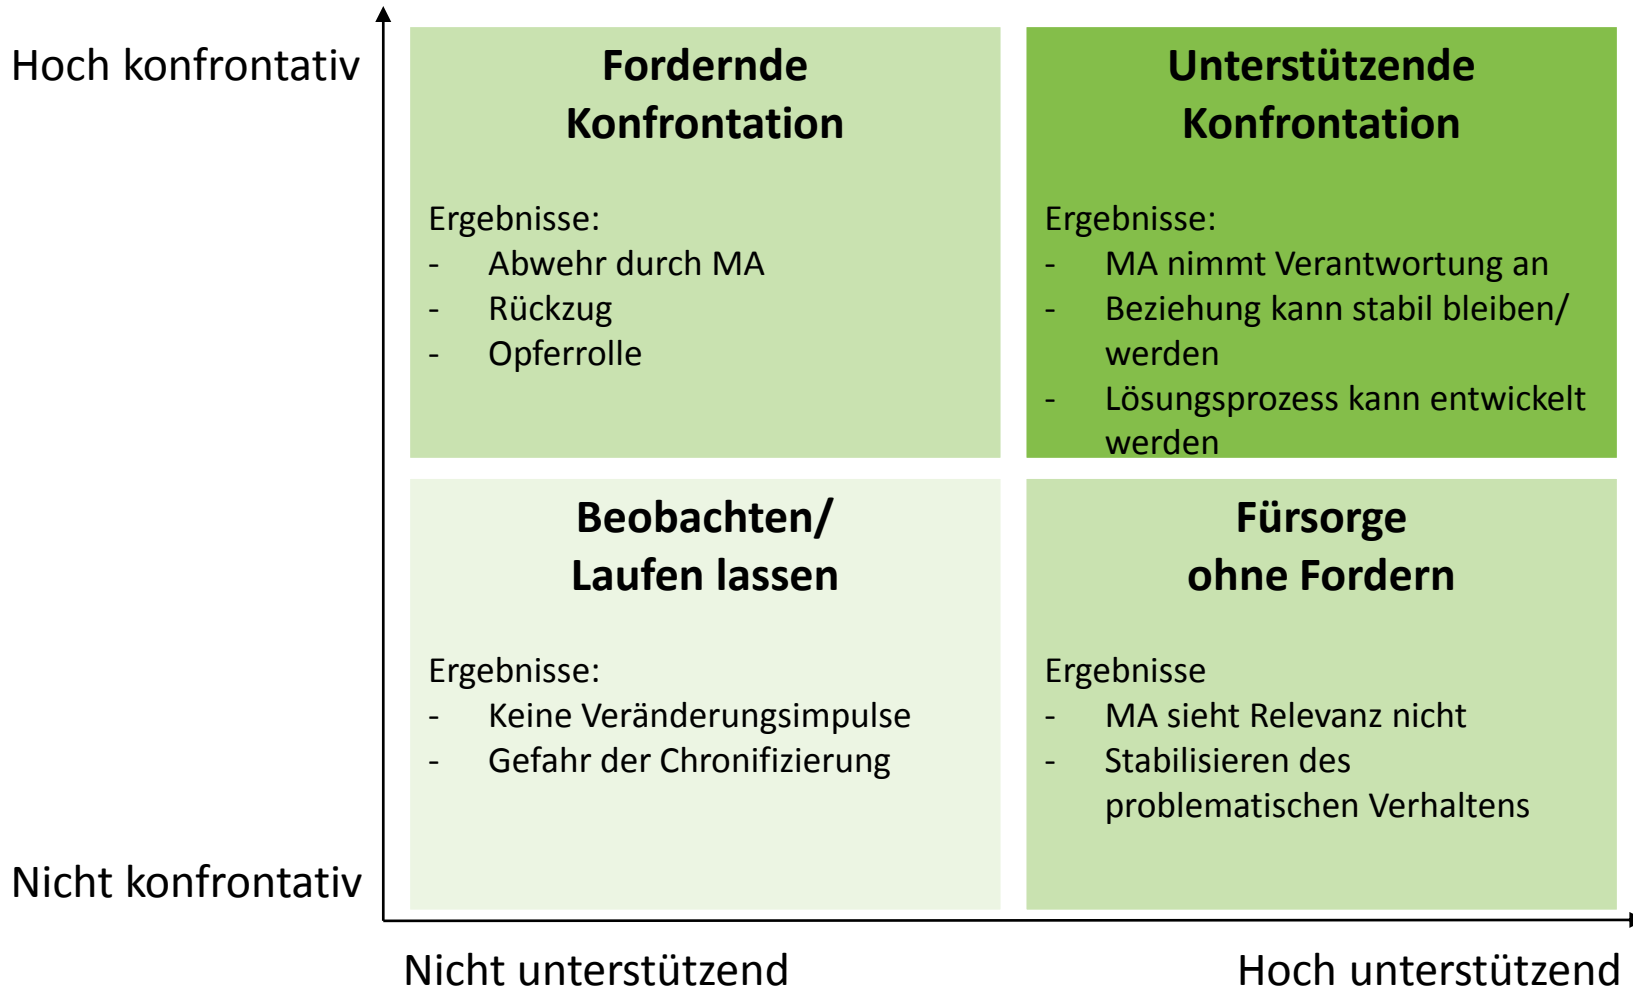 Hoch konfrontativ
Fordernde
Konfrontation
Ergebnisse:
- Abwehr durch MA
- Rückzug
- Opferrolle
Unterstützende
Konfrontation
Ergebnisse:
- MA nimmt Verantwortung an
- Beziehung kann stabil bleiben/
werden
- Lösungsprozess kann entwickelt
werden
Beobachten/
Laufen lassen
Ergebnisse:
- Keine Veränderungsimpulse
- Gefahr der Chronifizierung
Fürsorge
ohne Fordern
Ergebnisse
- MA sieht Relevanz nicht
- Stabilisieren des
problematischen Verhaltens
Nicht konfrontativ
Nicht unterstützend
Hoch unterstützend